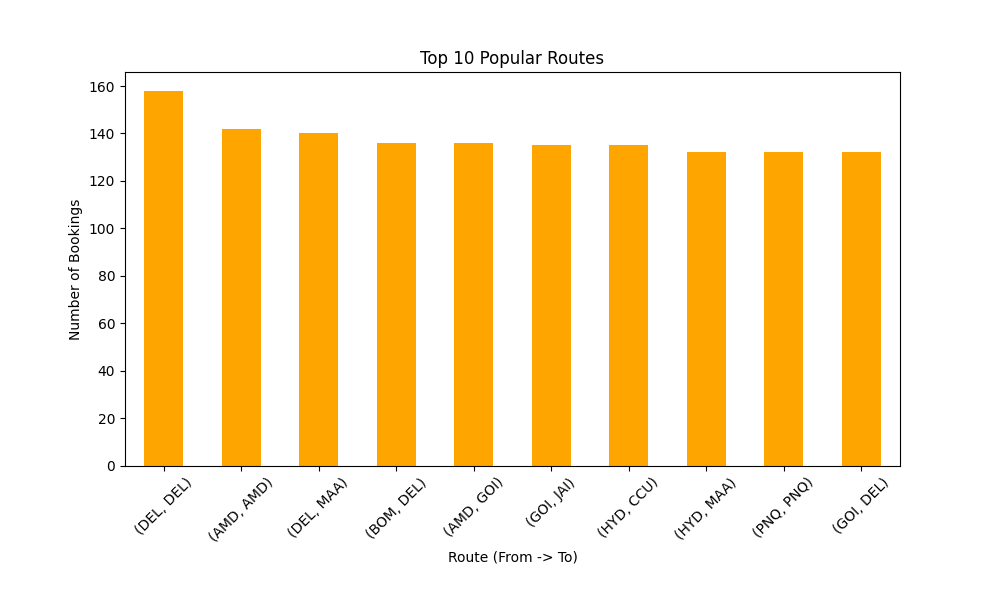 Top 10 Popular Routes
Number of Bookings
160
140
120
100
80
60
40
20
0
(DEL, DEL)
(AMD, AMD)
(DEL, MAA)
(BOM, DEL)
(AMD, GOI)
(GOI, JAI)
(HYD, CCU)
(HYD, MAA)
(PNQ, PNQ)
(GOI, DEL)
Route (From -> To)